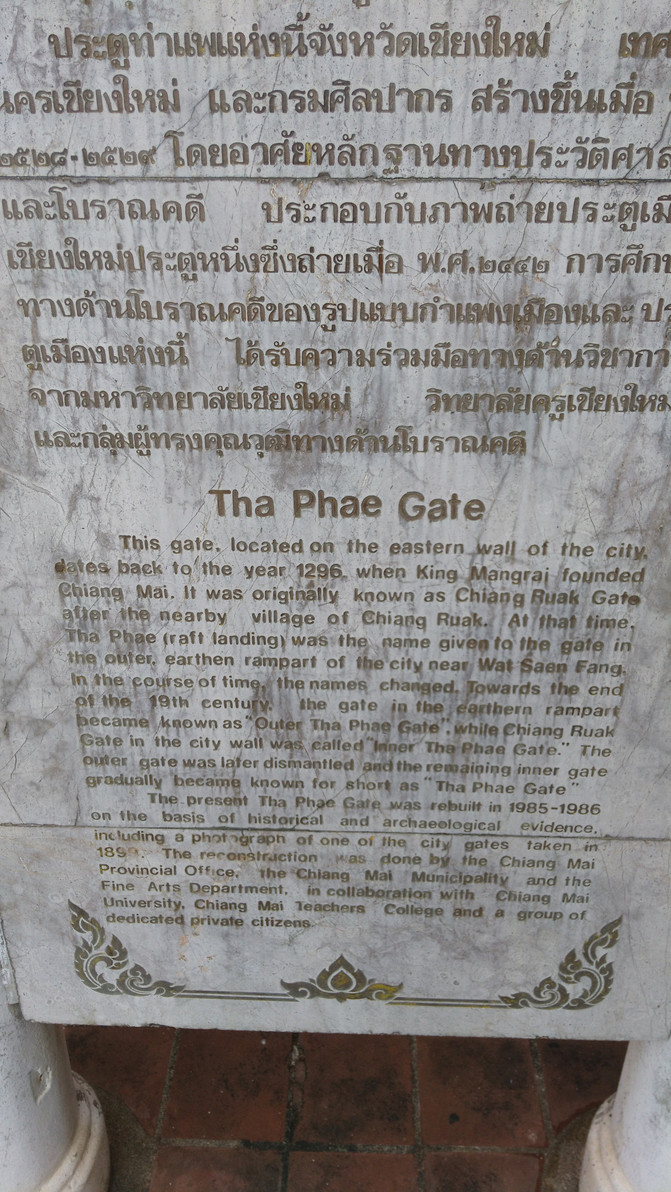 ประตูท่าแพแห่งนี้จังหวัดเชียงใหม่ เทศ
นครเชียงใหม่ และกรมศิลปากร สร้างขึ้นเมื่อ
๒๕๒๘-๒๕๒๙ โดยอาศัยหลักฐานทางประวัติศาส
และโบราณคดี ประกอบกับภาพถ่ายประตูเมื
เชียงใหม่ประตูหนึ่งซึ่งถ่ายเมื่อ พ.ศ.๒๔๔๒ การศึกษ
ทางด้านโบราณคดีของรูปแบบกำแพงเมืองและ ปร
ตูเมืองแห่งนี้ ได้รับความร่วมมือทางด้านวิชากา
จากมหาวิทยาลัยเชียงใหม่ วิทยาลัยครูเชียงใหม่
และกลุ่มผู้ทรงคุณวุฒิทางด้านโบราณคดี
Tha Phae Gate
This gate, located on the eastern wall of the city,
dates back to the year 1296, when King Mangrai founded
Chiang Mai. It was originally known as Chiang Ruak Gate
after the nearby village of Chiang Ruak. At that time,
Tha Phae (raft landing) was the name given to the gate in
the outer, earthen rampart of the city near Wat Saen Fang.
In the course of time, the names changed. Towards the end
of the 19th century, the gate in the earthern rampart
became known as "Outer Tha Phae Gate", while Chiang Ruak
Gate in the city wall was called "Inner Tha Phae Gate." The
outer gate was later dismantled and the remaining inner gate
gradually became known for short as "Tha Phae Gate"
The present Tha Phae Gate was rebuilt in 1985-1986
on the basis of historical and archaeological evidence,
including a photograph of one of the city gates taken in
1899. The reconstruction was done by the Chiang Mai
Provincial Office, the Chiang Mai Municipality and the
Fine Arts Department, in collaboration with Chiang Mai
University, Chiang Mai Teachers College and a group of
dedicated private citizens.